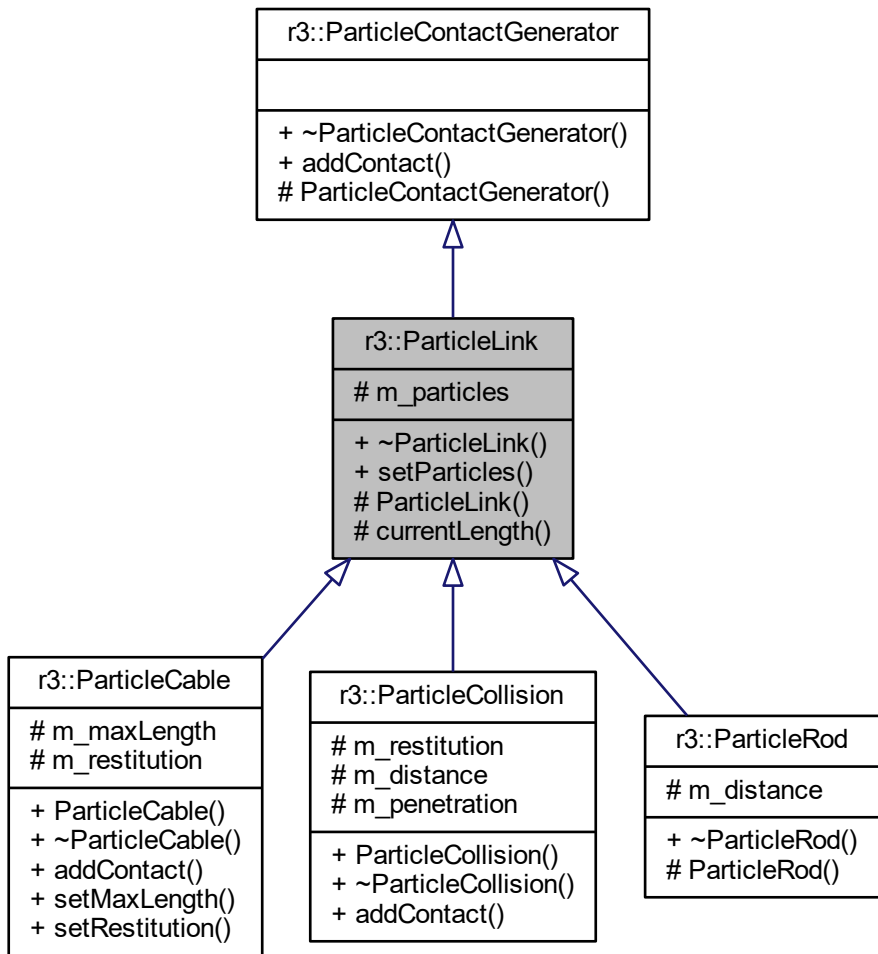 r3::ParticleContactGenerator
+ ~ParticleContactGenerator()
+ addContact()
# ParticleContactGenerator()
r3::ParticleLink
# m_particles
+ ~ParticleLink()
+ setParticles()
# ParticleLink()
# currentLength()
r3::ParticleCable
# m_maxLength
# m_restitution
+ ParticleCable()
+ ~ParticleCable()
+ addContact()
+ setMaxLength()
+ setRestitution()
r3::ParticleCollision
# m_restitution
# m_distance
# m_penetration
+ ParticleCollision()
+ ~ParticleCollision()
+ addContact()
r3::ParticleRod
# m_distance
+ ~ParticleRod()
# ParticleRod()